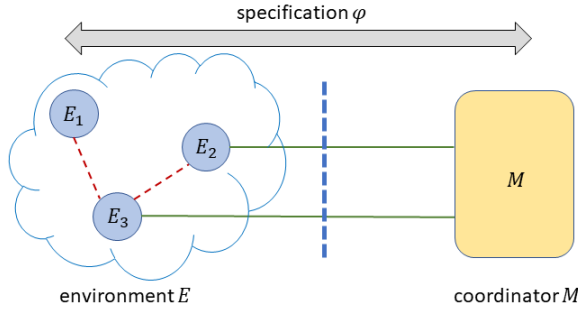 specification φ
E₁
E₂
M
E₃
environment E
coordinator M